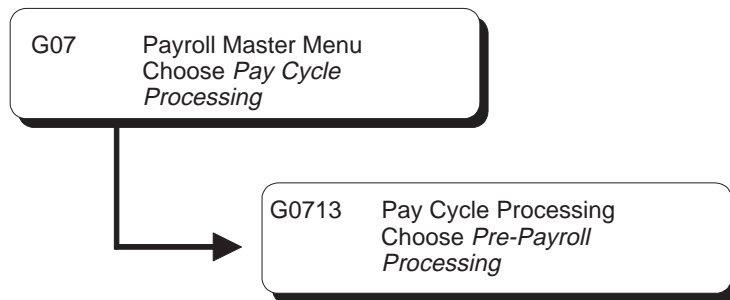 G07 Payroll Master Menu
Choose Pay Cycle
Processing
G0713 Pay Cycle Processing
Choose Pre-Payroll
Processing